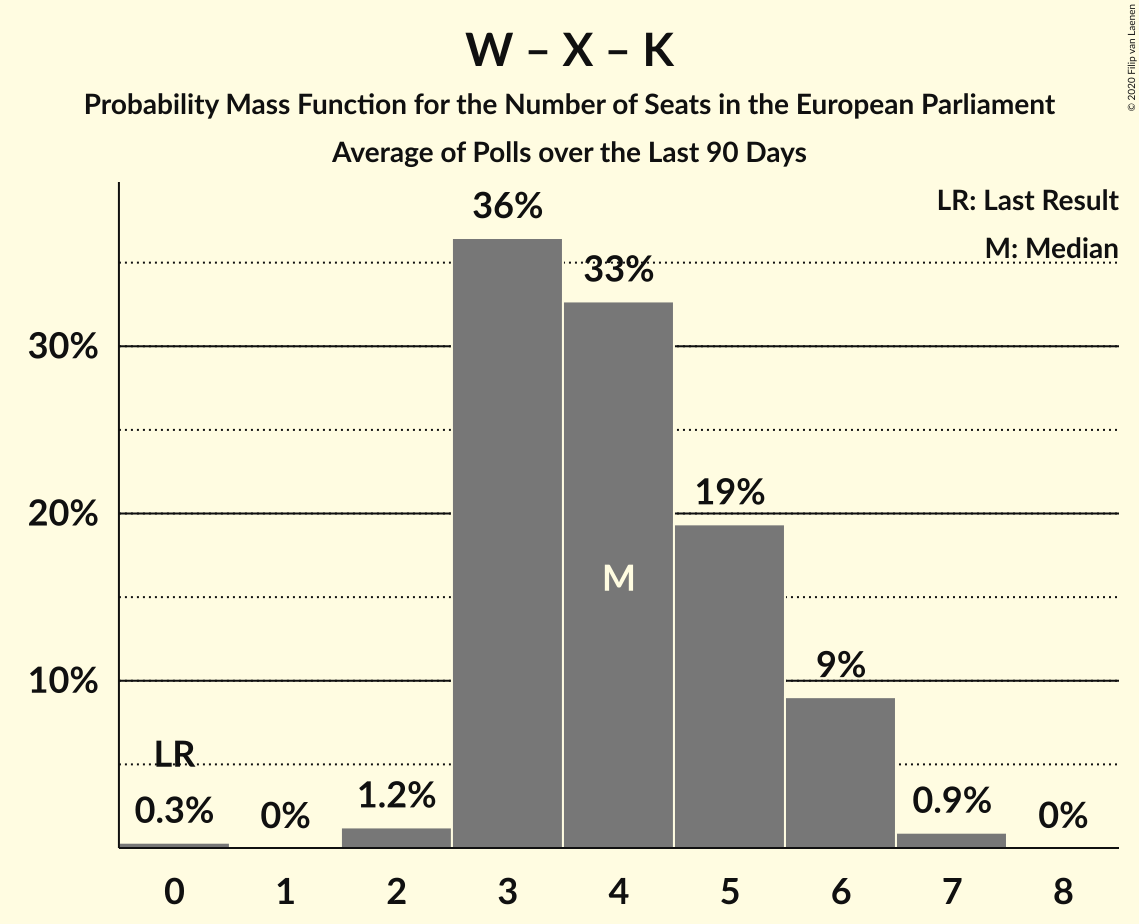 W – X – K
Probability Mass Function for the Number of Seats in the European Parliament
Average of Polls over the Last 90 Days
© 2020 Filip van Laenen
LR: Last Result
M: Median
36%
33%
30%
19%
20%
M
9%
10%
LR
0.3%
0%
1.2%
0.9%
0%
0 1 2 3 4 5 6 7 8